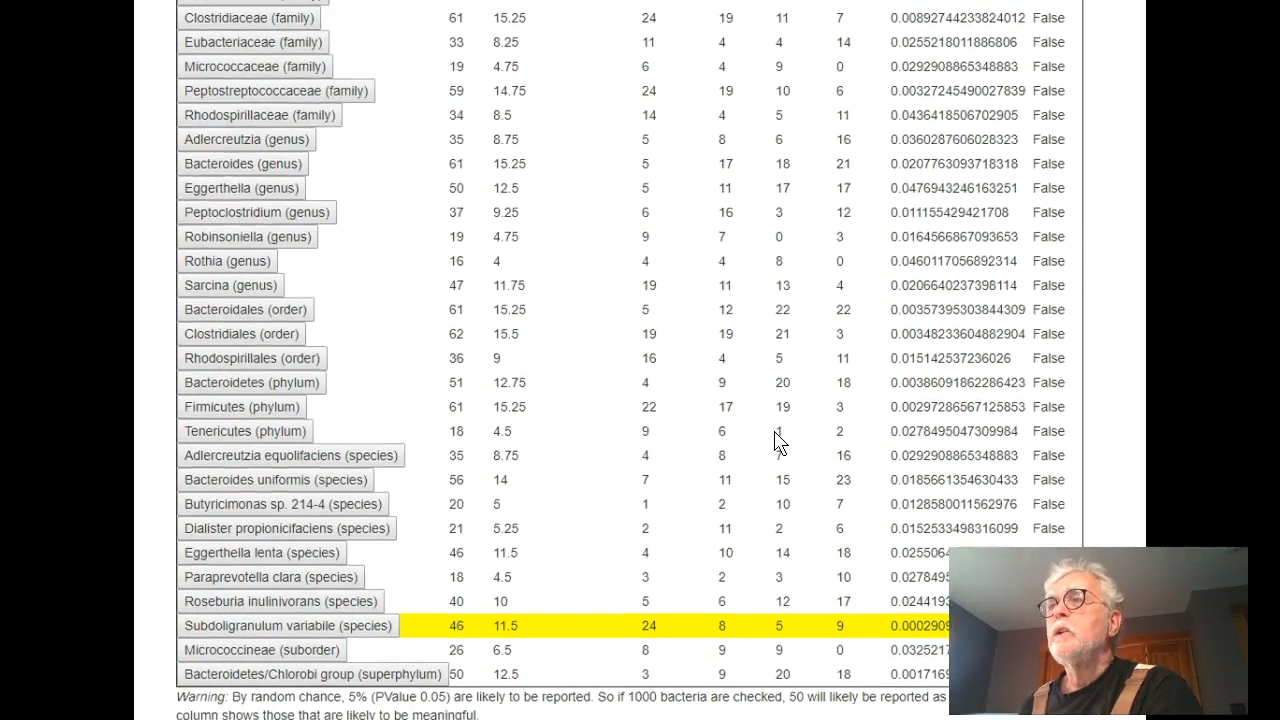 Clostridiaceae (family) 61 15.25 24 19 11 7 0.00892744233824012 False
Eubacteriaceae (family) 33 8.25 11 4 4 14 0.0255218011886806 False
Micrococcaceae (family) 19 4.75 6 4 9 0 0.0292908865348883 False
Peptostreptococcaceae (family) 59 14.75 24 19 10 6 0.00327245490027839 False
Rhodospirillaceae (family) 34 8.5 14 4 5 11 0.0436418506702905 False
Adlercreutzia (genus) 35 8.75 5 8 6 16 0.0360287606028323 False
Bacteroides (genus) 61 15.25 5 17 18 21 0.0207763093718318 False
Eggerthella (genus) 50 12.5 5 11 17 17 0.0476943246163251 False
Peptoclostridium (genus) 37 9.25 6 16 3 12 0.011155429421708 False
Robinsoniella (genus) 19 4.75 9 7 0 3 0.0164566867093653 False
Rothia (genus) 16 4 4 4 8 0 0.0460117056892314 False
Sarcina (genus) 47 11.75 19 11 13 4 0.0206640237398114 False
Bacteroidales (order) 61 15.25 5 12 22 22 0.00357395303844309 False
Clostridiales (order) 62 15.5 19 19 21 3 0.00348233604882904 False
Rhodospirillales (order) 36 9 16 4 5 11 0.015142537236026 False
Bacteroidetes (phylum) 51 12.75 4 9 20 18 0.00386091862286423 False
Firmicutes (phylum) 61 15.25 22 17 19 3 0.00297286567125853 False
Tenericutes (phylum) 18 4.5 9 6 1 2 0.0278495047309984 False
Adlercreutzia equolifaciens (species) 35 8.75 4 8 16 0.0292908865348883 False
Bacteroides uniformis (species) 56 14 7 11 15 23 0.0185661354630433 False
Butyricimonas sp. 214-4 (species) 20 5 1 2 10 7 0.0128580011562976 False
Dialister propionicifaciens (species) 21 5.25 2 11 2 6 0.0152533498316099 False
Eggerthella lenta (species) 46 11.5 4 10 14 18 0.025506
Paraprevotella clara (species) 18 4.5 3 2 3 10 0.027849
Roseburia inulinivorans (species) 40 10 5 6 12 17 0.024419
Subdoligranulum variabile (species) 46 11.5 24 8 5 9 0.000290
Micrococcineae (suborder) 26 6.5 8 9 9 0 0.032521
Bacteroidetes/Chlorobi group (superphylum) 50 12.5 3 9 20 18 0.001716
Warning: By random chance, 5% (PValue 0.05) are likely to be reported. So if 1000 bacteria are checked, 50 will likely be reported as
column shows those that are likely to be meaningful.